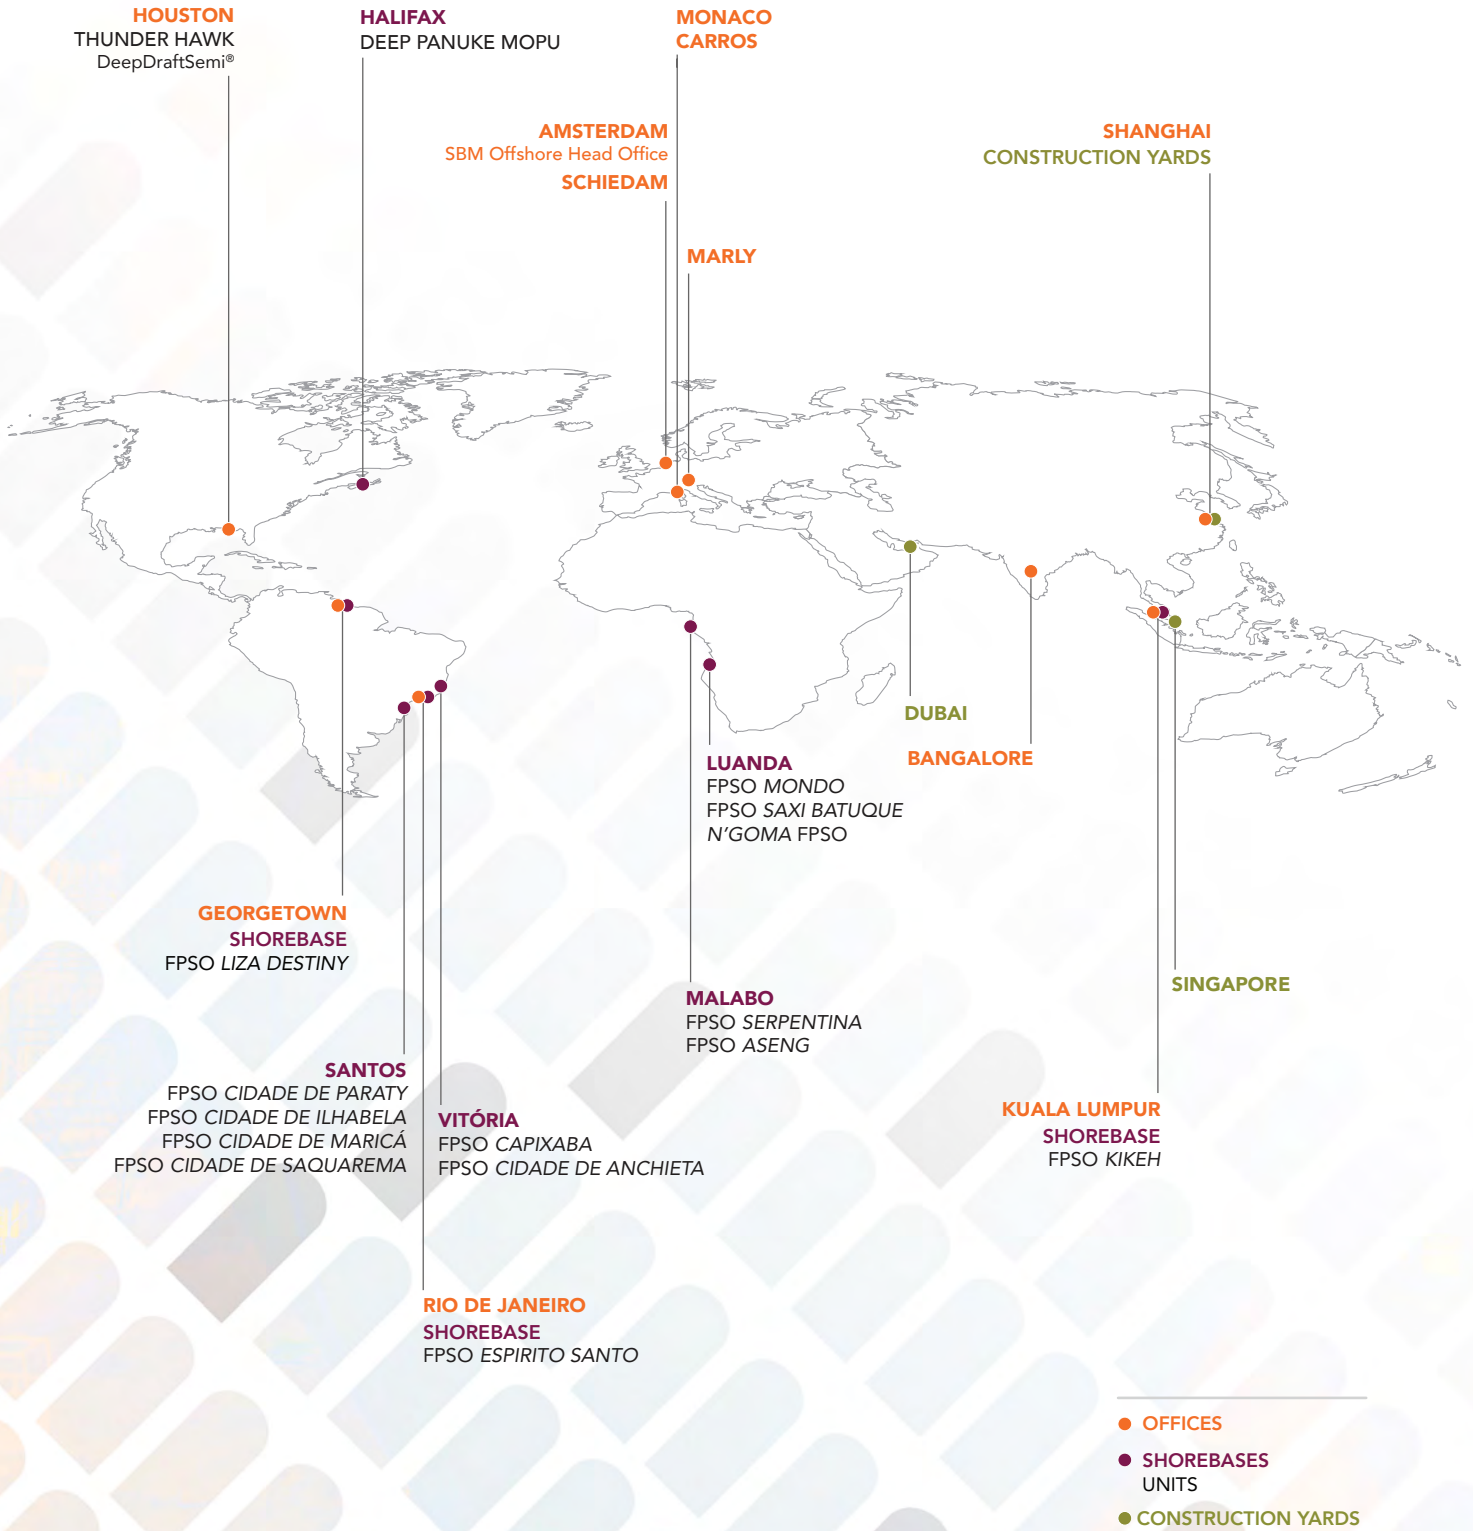 HOUSTON
THUNDER HAWK
DeepDraftSemi®
HALIFAX
DEEP PANUKE MOPU
MONACO
CARROS
AMSTERDAM
SBM Offshore Head Office
SCHIEDAM
MARLY
SHANGHAI
CONSTRUCTION YARDS
DUBAI
BANGALORE
LUANDA
FPSO MONDO
FPSO SAXI BATUQUE
N'GOMA FPSO
GEORGETOWN
SHOREBASE
FPSO LIZA DESTINY
MALABO
FPSO SERPENTINA
FPSO ASENG
SINGAPORE
SANTOS
FPSO CIDADE DE PARATY
FPSO CIDADE DE ILHABELA
FPSO CIDADE DE MARICÁ
FPSO CIDADE DE SAQUAREMA
VITÓRIA
FPSO CAPIXABA
FPSO CIDADE DE ANCHIETA
KUALA LUMPUR
SHOREBASE
FPSO KIKEH
RIO DE JANEIRO
SHOREBASE
FPSO ESPIRITO SANTO
OFFICES
SHOREBASES
UNITS
CONSTRUCTION YARDS